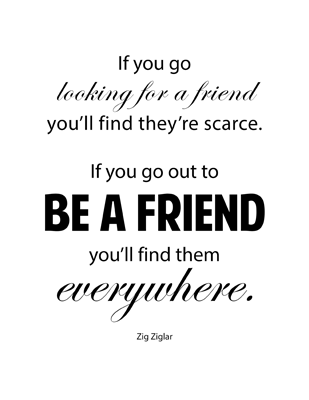 If you go
looking for a friend
you’ll find they’re scarce.
If you go out to
BE A FRIEND
you’ll find them
everywhere.
Zig Ziglar